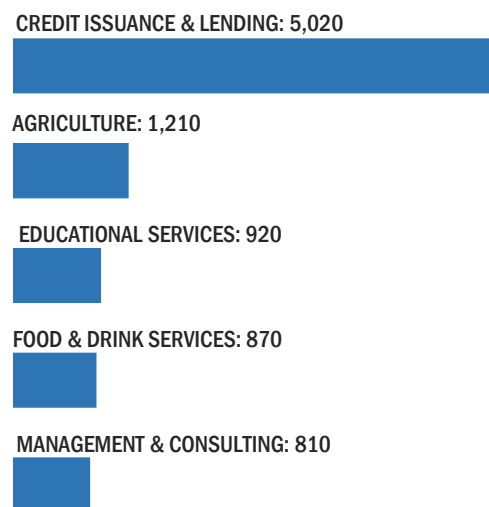 CREDIT ISSUANCE & LENDING: 5,020
AGRICULTURE: 1,210
EDUCATIONAL SERVICES: 920
FOOD & DRINK SERVICES: 870
MANAGEMENT & CONSULTING: 810